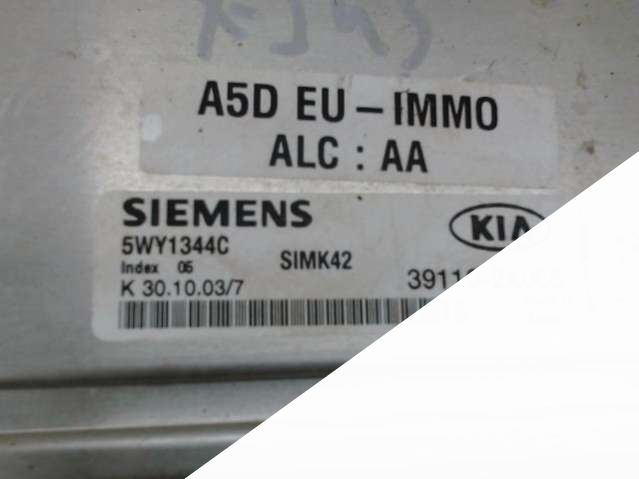 A5D EU – IMMO
ALC : AA
SIEMENS
KIA
5WY1344C
SIMK42
Index 06
K 30.10.03/7